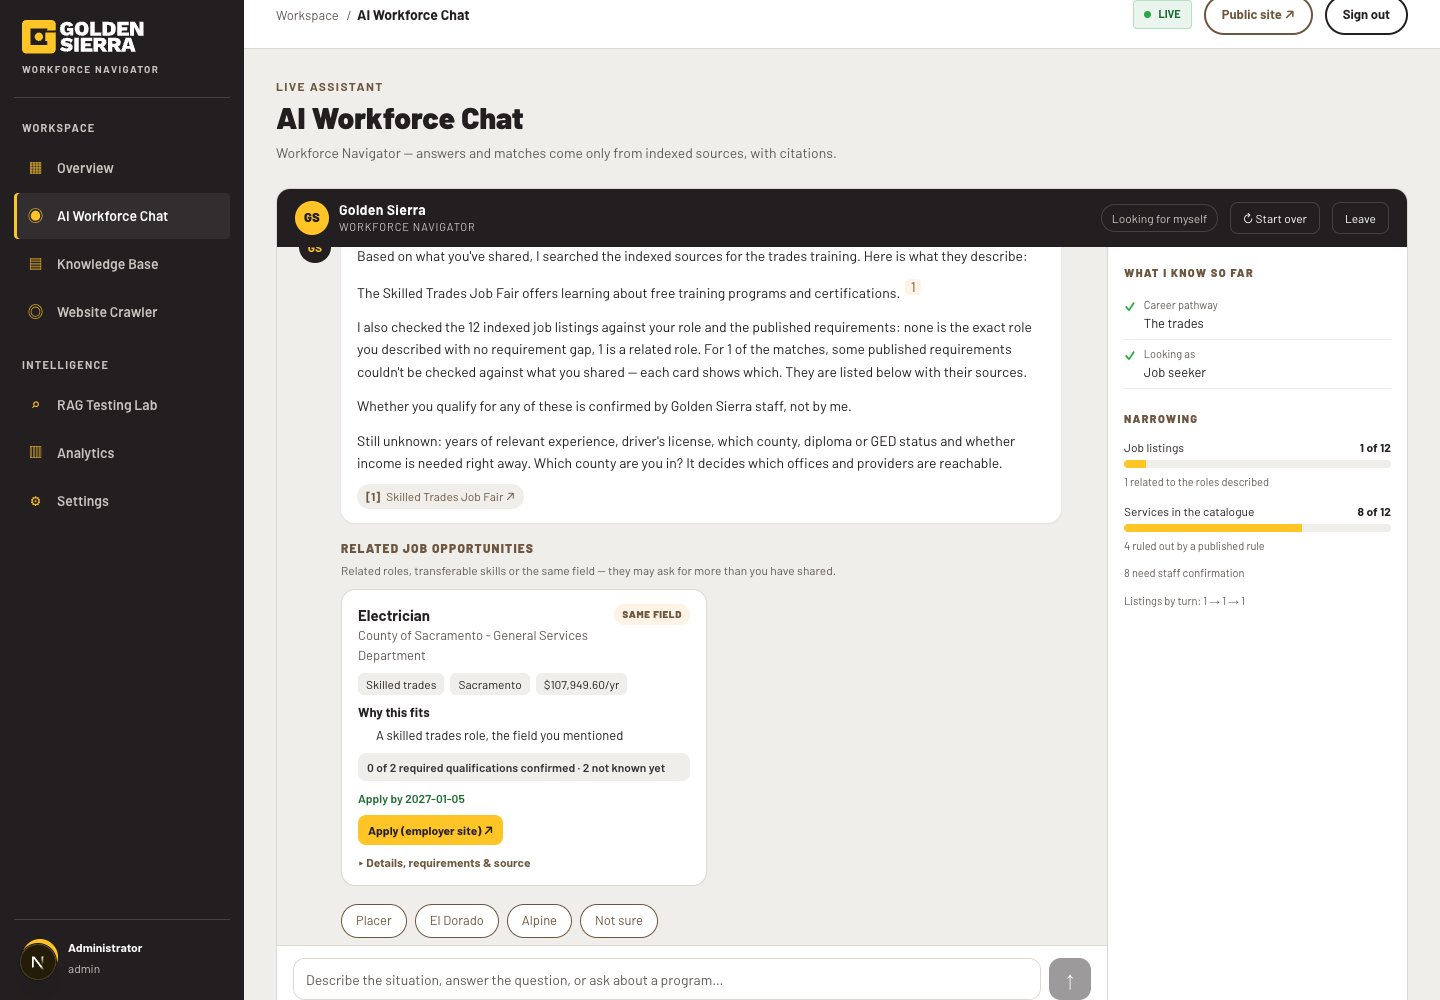 GOLDEN
SIERRA
WORKFORCE NAVIGATOR
WORKSPACE
Overview
AI Workforce Chat
Knowledge Base
Website Crawler
INTELLIGENCE
RAG Testing Lab
Analytics
Settings
N
Administrator
admin
Workspace / AI Workforce Chat
LIVE
Public site ↗
Sign out
LIVE ASSISTANT
AI Workforce Chat
Workforce Navigator — answers and matches come only from indexed sources, with citations.
GS
Golden Sierra
WORKFORCE NAVIGATOR
Looking for myself
↻ Start over
Leave
GS
Based on what you've shared, I searched the indexed sources for the trades training. Here is what they describe:
The Skilled Trades Job Fair offers learning about free training programs and certifications. 1
I also checked the 12 indexed job listings against your role and the published requirements: none is the exact role
you described with no requirement gap, 1 is a related role. For 1 of the matches, some published requirements
couldn't be checked against what you shared — each card shows which. They are listed below with their sources.
Whether you qualify for any of these is confirmed by Golden Sierra staff, not by me.
Still unknown: years of relevant experience, driver's license, which county, diploma or GED status and whether
income is needed right away. Which county are you in? It decides which offices and providers are reachable.
[1] Skilled Trades Job Fair ↗
RELATED JOB OPPORTUNITIES
Related roles, transferable skills or the same field — they may ask for more than you have shared.
Electrician
SAME FIELD
County of Sacramento - General Services
Department
Skilled trades
Sacramento
$107,949.60/yr
Why this fits
A skilled trades role, the field you mentioned
0 of 2 required qualifications confirmed · 2 not known yet
Apply by 2027-01-05
Apply (employer site) ↗
▸ Details, requirements & source
Placer
El Dorado
Alpine
Not sure
Describe the situation, answer the question, or ask about a program...
↑
WHAT I KNOW SO FAR
Career pathway
The trades
Looking as
Job seeker
NARROWING
Job listings 1 of 12
1 related to the roles described
Services in the catalogue 8 of 12
4 ruled out by a published rule
8 need staff confirmation
Listings by turn: 1 → 1 → 1